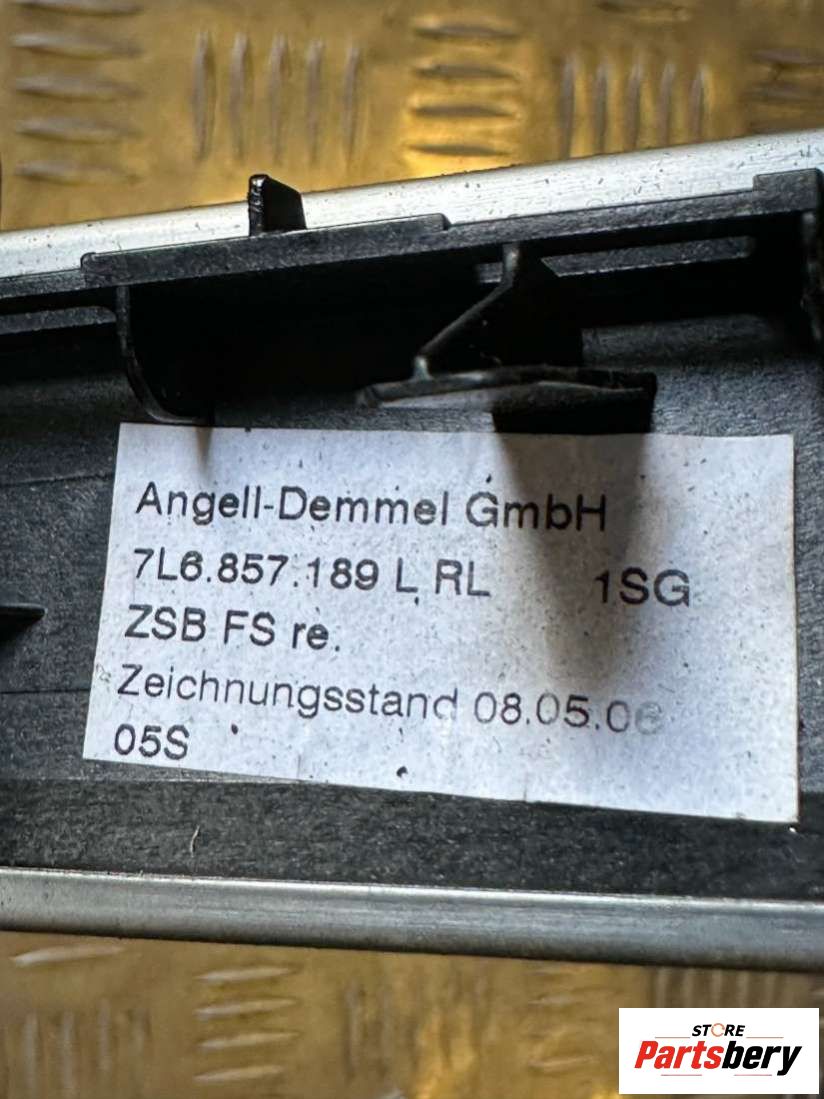 Angell-Demmel GmbH
7L6.857.189 L RL 1SG
ZSB FS re.
Zeichnungsstand 08.05.06
05S
STORE
Partsbery